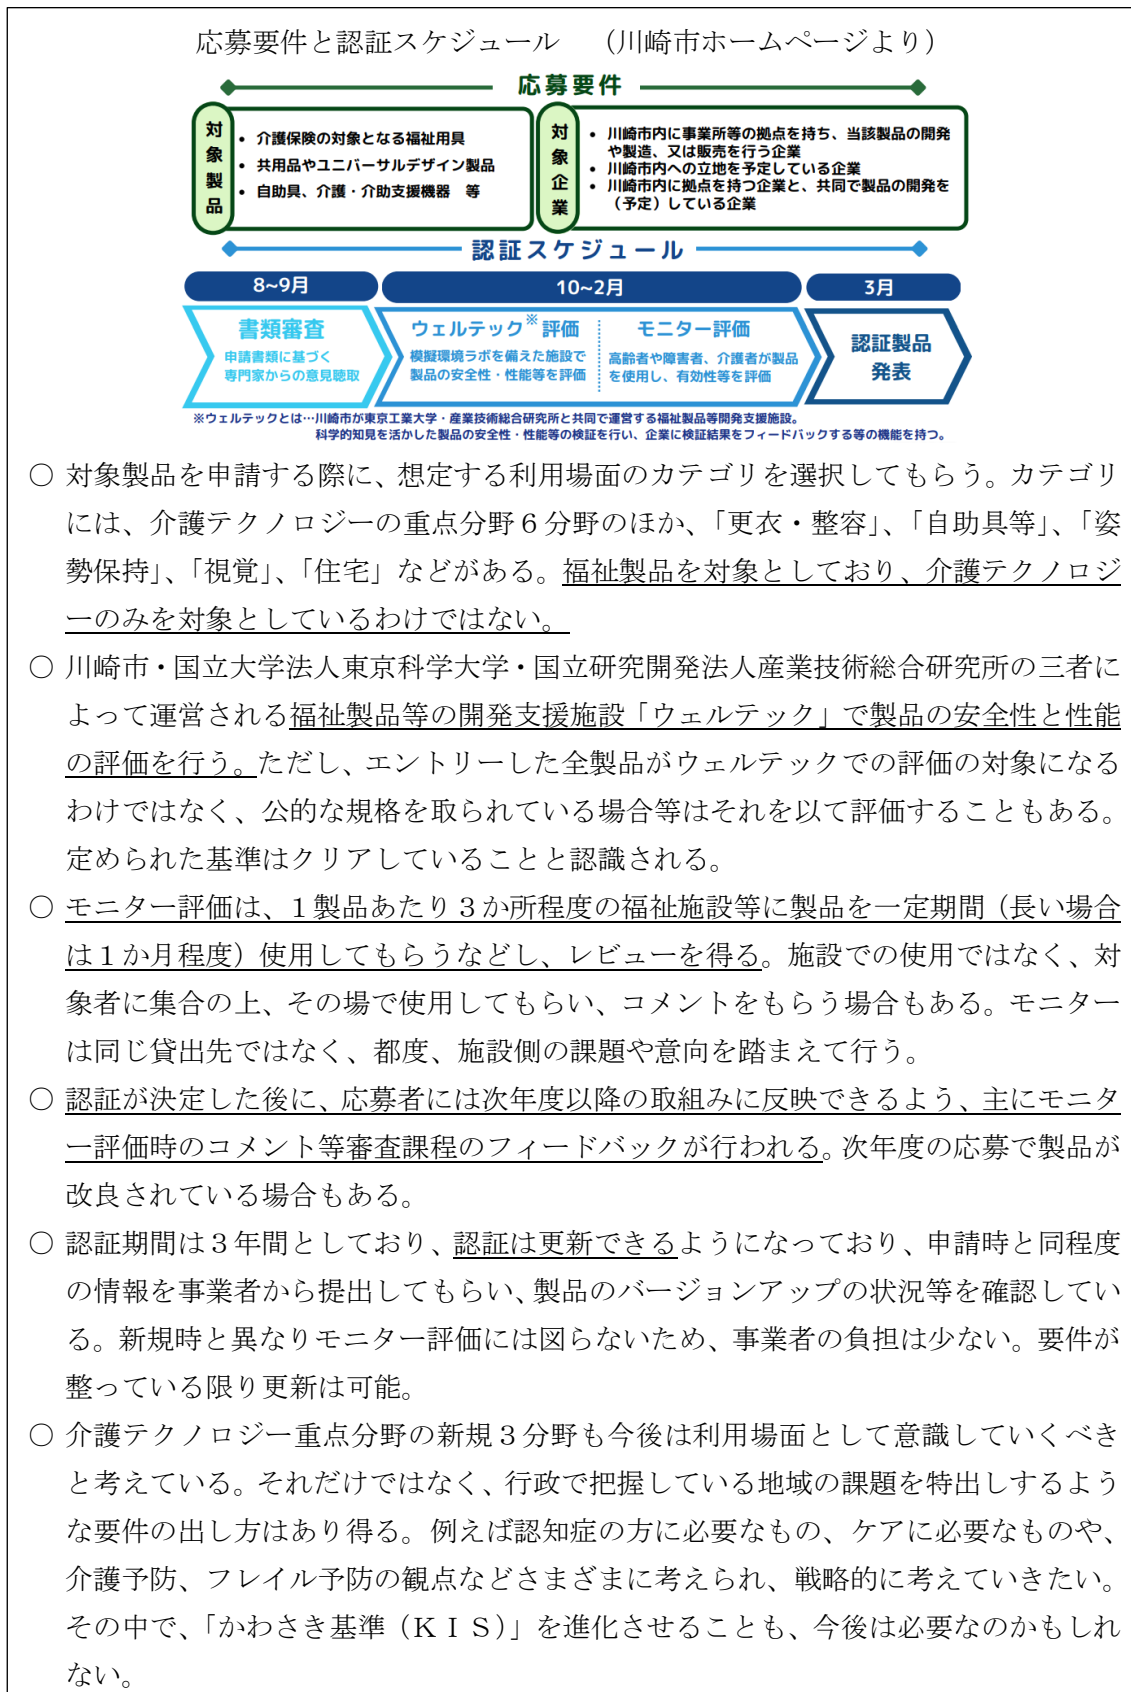 応募要件と認証スケジュール　（川崎市ホームページより）
応募要件
対象製品
• 介護保険の対象となる福祉用具
• 共用品やユニバーサルデザイン製品
• 自助具、介護・介助支援機器　等
対象企業
• 川崎市内に事業所等の拠点を持ち、当該製品の開発
や製造、又は販売を行う企業
• 川崎市内への立地を予定している企業
• 川崎市内に拠点を持つ企業と、共同で製品の開発を
（予定）している企業
認証スケジュール
8~9月
書類審査
申請書類に基づく
専門家からの意見聴取
10~2月
ウェルテック※評価
模擬環境ラボを備えた施設で
製品の安全性・性能等を評価
モニター評価
高齢者や障害者、介護者が製品
を使用し、有効性等を評価
3月
認証製品
発表
※ウェルテックとは…川崎市が東京工業大学・産業技術総合研究所と共同で運営する福祉製品等開発支援施設。
科学的知見を活かした製品の安全性・性能等の検証を行い、企業に検証結果をフィードバックする等の機能を持つ。
○ 対象製品を申請する際に、想定する利用場面のカテゴリを選択してもらう。カテゴリ
には、介護テクノロジーの重点分野６分野のほか、「更衣・整容」、「自助具等」、「姿
勢保持」、「視覚」、「住宅」などがある。福祉製品を対象としており、介護テクノロジ
ーのみを対象としているわけではない。
○ 川崎市・国立大学法人東京科学大学・国立研究開発法人産業技術総合研究所の三者に
よって運営される福祉製品等の開発支援施設「ウェルテック」で製品の安全性と性能
の評価を行う。ただし、エントリーした全製品がウェルテックでの評価の対象になる
わけではなく、公的な規格を取られている場合等はそれを以て評価することもある。
定められた基準はクリアしていることと認識される。
○ モニター評価は、１製品あたり３か所程度の福祉施設等に製品を一定期間（長い場合
は１か月程度）使用してもらうなどし、レビューを得る。施設での使用ではなく、対
象者に集合の上、その場で使用してもらい、コメントをもらう場合もある。モニター
は同じ貸出先ではなく、都度、施設側の課題や意向を踏まえて行う。
○ 認証が決定した後に、応募者には次年度以降の取組みに反映できるよう、主にモニタ
ー評価時のコメント等審査課程のフィードバックが行われる。次年度の応募で製品が
改良されている場合もある。
○ 認証期間は３年間としており、認証は更新できるようになっており、申請時と同程度
の情報を事業者から提出してもらい、製品のバージョンアップの状況等を確認してい
る。新規時と異なりモニター評価には図らないため、事業者の負担は少ない。要件が
整っている限り更新は可能。
○ 介護テクノロジー重点分野の新規３分野も今後は利用場面として意識していくべき
と考えている。それだけではなく、行政で把握している地域の課題を特出しするよう
な要件の出し方はあり得る。例えば認知症の方に必要なもの、ケアに必要なものや、
介護予防、フレイル予防の観点などさまざまに考えられ、戦略的に考えていきたい。
その中で、「かわさき基準（ＫＩＳ）」を進化させることも、今後は必要なのかもしれ
ない。